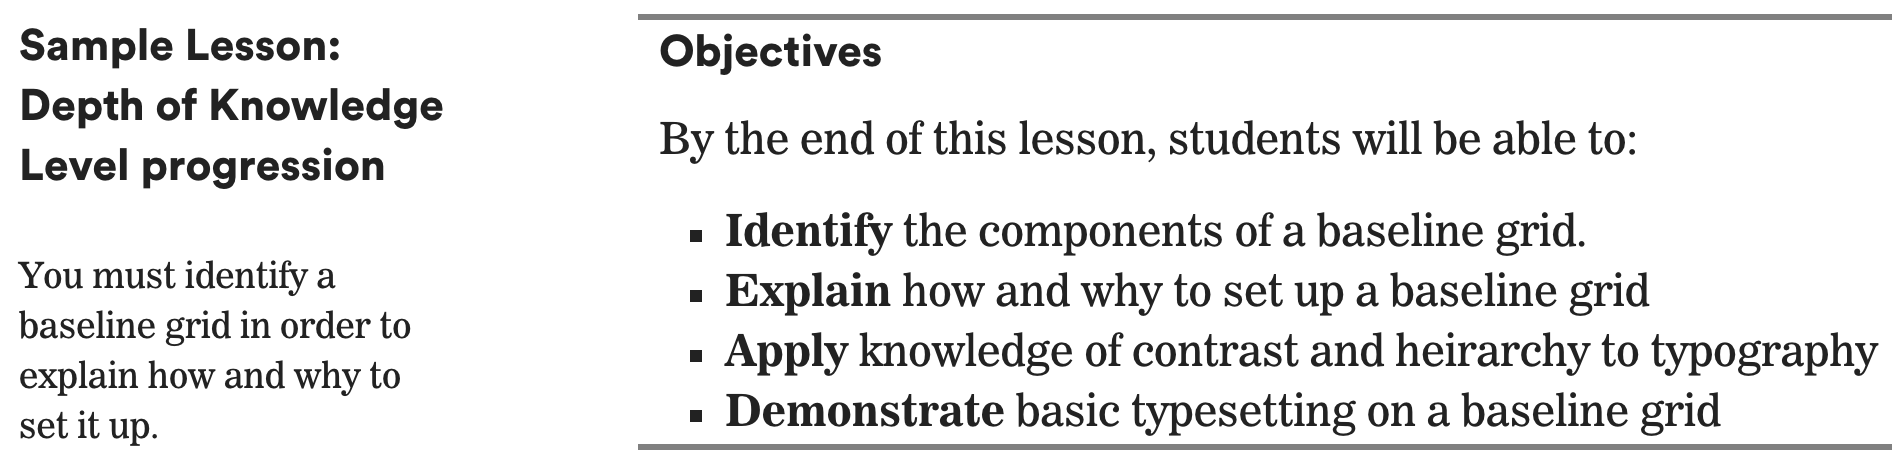 Sample Lesson:
Depth of Knowledge
Level progression
You must identify a
baseline grid in order to
explain how and why to
set it up.
Objectives
By the end of this lesson, students will be able to:
▪ Identify the components of a baseline grid.
▪ Explain how and why to set up a baseline grid
▪ Apply knowledge of contrast and heirarchy to typography
▪ Demonstrate basic typesetting on a baseline grid